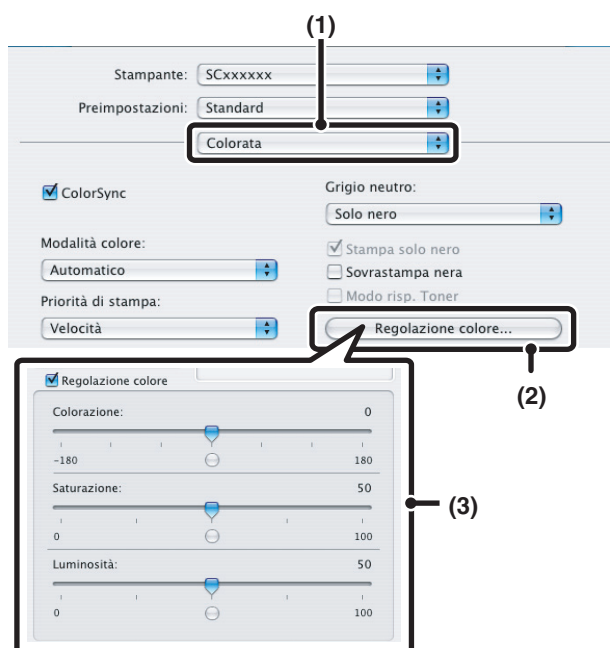 (1)
Stampante: SCxxxxxx
Preimpostazioni: Standard
Colorata
ColorSync
Grigio neutro:
Solo nero
Modalità colore:
Automatico
Stampa solo nero
Sovrastampa nera
Modo risp. Toner
Priorità di stampa:
Velocità
Regolazione colore...
(2)
Regolazione colore
Colorazione: 0
-180 180
Saturazione: 50
0 100
Luminosità: 50
0 100
(3)